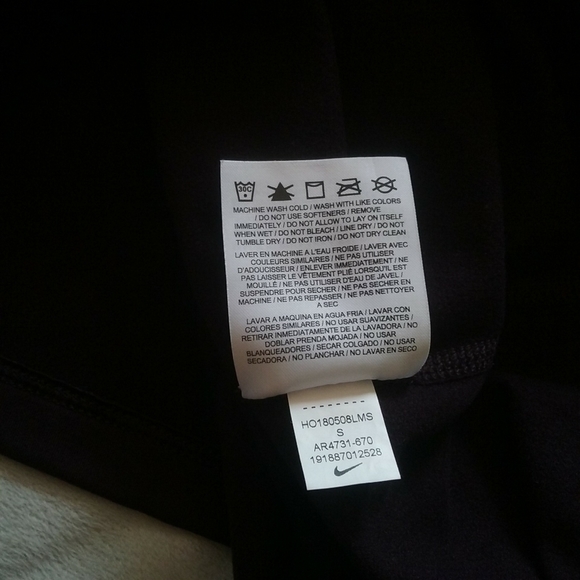 30C
MACHINE WASH COLD / WASH WITH LIKE COLORS
/ DO NOT USE SOFTENERS / REMOVE
IMMEDIATELY / DO NOT ALLOW TO LAY ON ITSELF
WHEN WET / DO NOT BLEACH / LINE DRY / DO NOT
TUMBLE DRY / DO NOT IRON / DO NOT DRY CLEAN
LAVER EN MACHINE A L'EAU FROIDE / LAVER AVEC
COULEURS SIMILAIRES / NE PAS UTILISER
D'ADOUCISSEUR / ENLEVER IMMEDIATEMENT / NE
PAS LAISSER LE VÊTEMENT PLIÉ LORSQU'IL EST
MOUILLÉ / NE PAS UTILISER D'EAU DE JAVEL /
SUSPENDRE POUR SECHER / NE PAS SECHER EN
MACHINE / NE PAS REPASSER / NE PAS NETTOYER
A SEC
LAVAR A MAQUINA EN AGUA FRIA / LAVAR CON
COLORES SIMILARES / NO USAR SUAVIZANTES /
RETIRAR INMEDIATAMENTE DE LA LAVADORA / NO
DOBLAR PRENDA MOJADA / NO USAR
BLANQUEADORES / SECAR COLGADO / NO USAR
SECADORA / NO PLANCHAR / NO LAVAR EN SECO
HO180508LMS
S
AR4731-670
191887012528